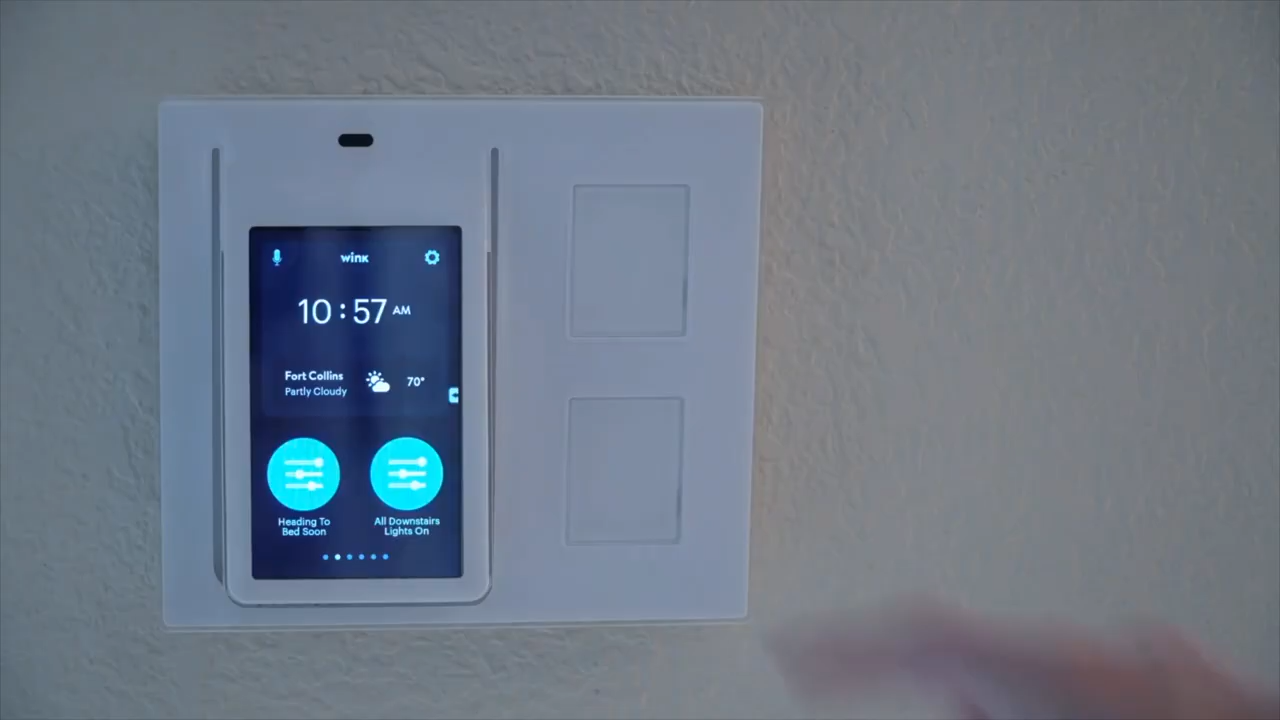 wink
10:57 AM
Fort Collins
Partly Cloudy
70°
Heading To
Bed Soon
All Downstairs
Lights On